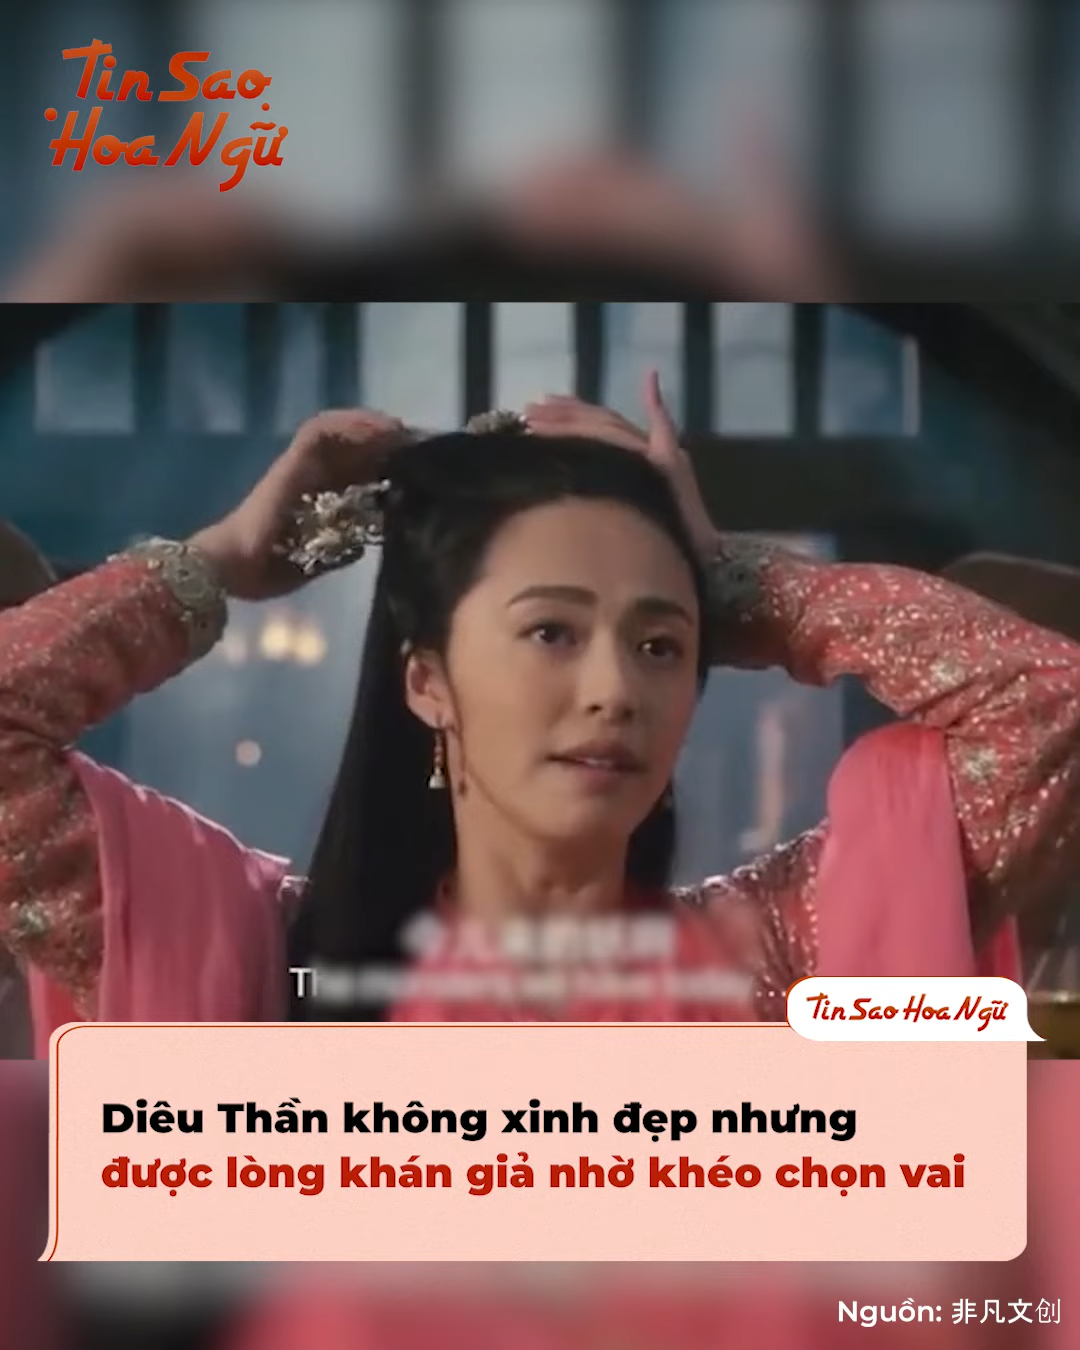 Tin Sao
Hoa Ngữ
Tin Sao Hoa Ngữ
Diêu Thần không xinh đẹp nhưng
được lòng khán giả nhờ khéo chọn vai
Nguồn: 非凡文创